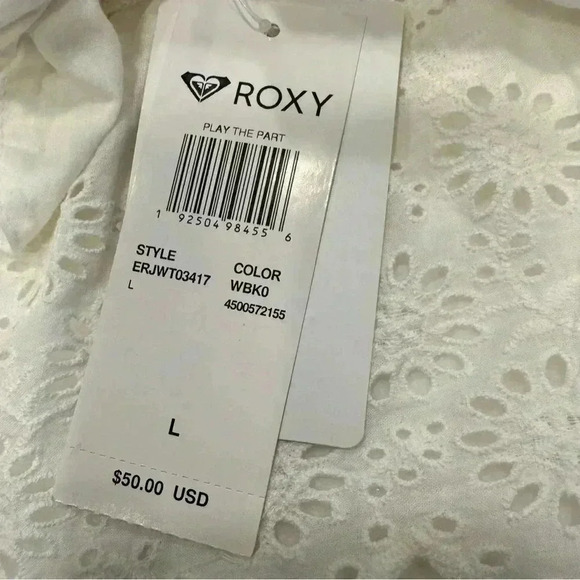 ROXY
PLAY THE PART
1 92504 98455 6
STYLE
ERJWT03417
L
COLOR
WBK0
4500572155
L
$50.00 USD